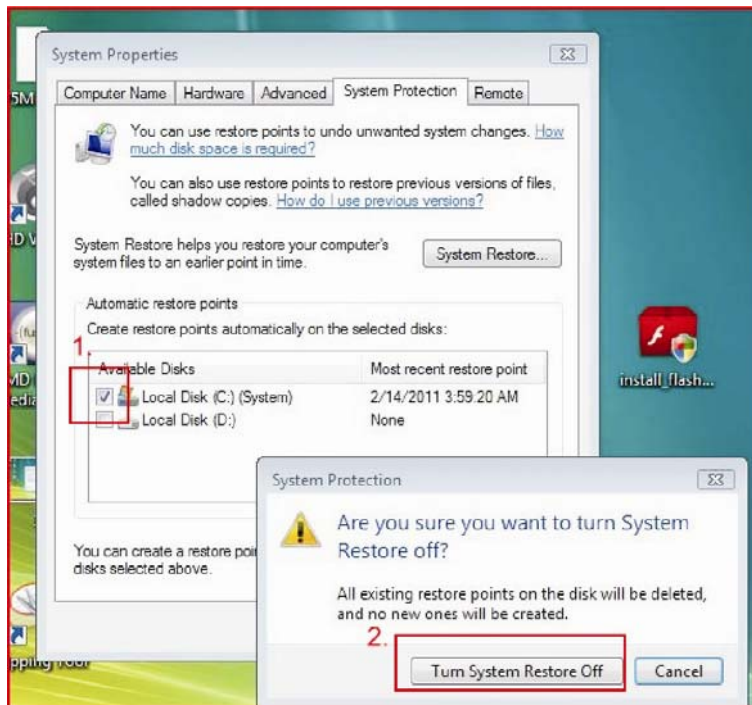 System Properties
5M
Computer Name Hardware Advanced System Protection Remote
You can use restore points to undo unwanted system changes. How
much disk space is required?
You can also use restore points to restore previous versions of files,
called shadow copies. How do I use previous versions?
HD V
System Restore helps you restore your computer's
system files to an earlier point in time.
System Restore...
Automatic restore points
Create restore points automatically on the selected disks:
1.
Available Disks Most recent restore point
Local Disk (C:) (System) 2/14/2011 3:59:20 AM
Local Disk (D:) None
install_flash...
System Protection
Are you sure you want to turn System
Restore off?
You can create a restore poi
disks selected above.
All existing restore points on the disk will be deleted,
and no new ones will be created.
2.
Turn System Restore Off Cancel